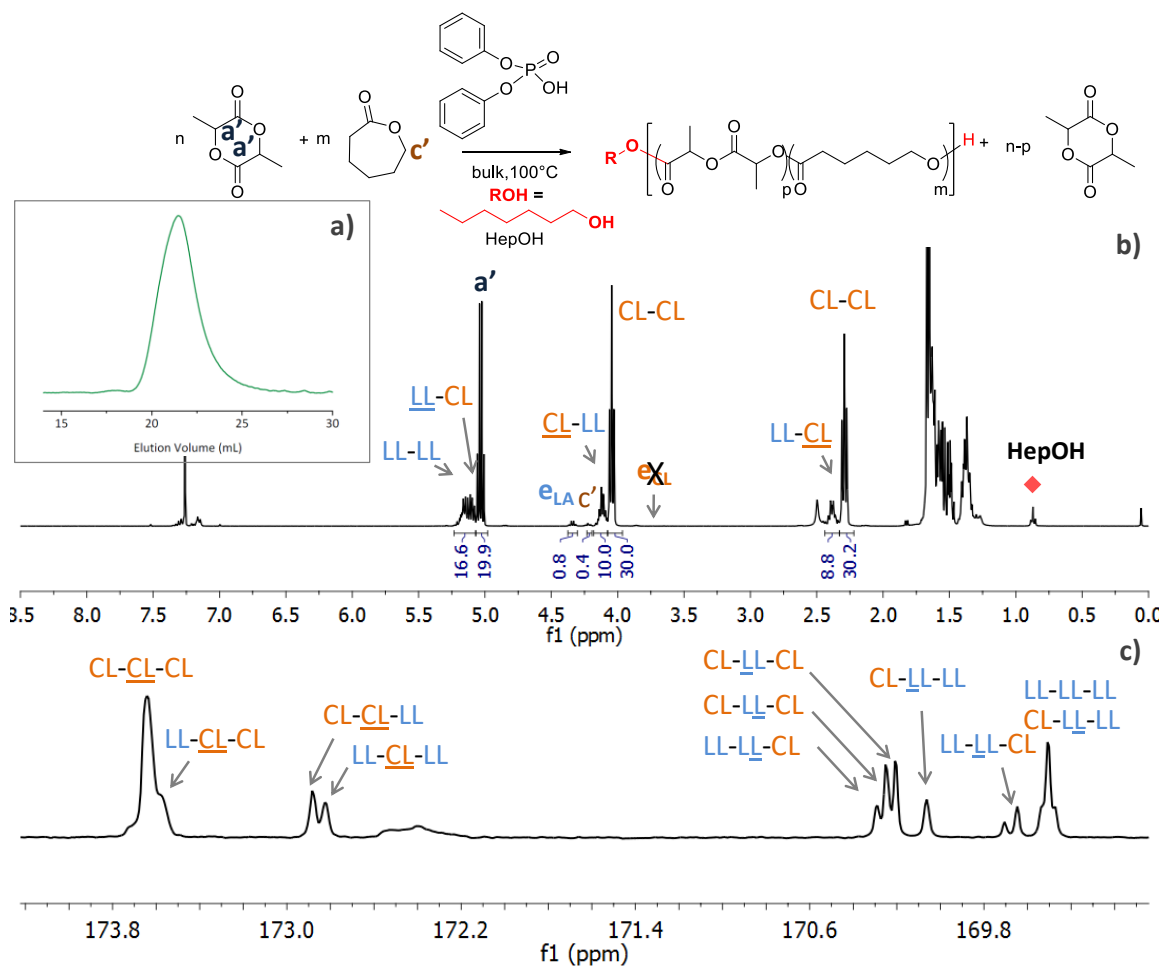 O
O
P
O
OH
O
n
O
a'
O
a'
O
O
+ m
O
O
c'
bulk,100°C
ROH =
OH
HepOH
R
O
O
O
O
p
O
O
m
H
+
n-p
O
O
O
O
a)
15
20
25
30
Elution Volume (mL)
b)
a'
CL-CL
CL-CL
LL-CL
LL-LL
CL-LL
LL-CL
HepOH
eLA
c'
eCL
X
16.6
19.9
0.8
0.4
10.0
30.0
8.8
30.2
8.5
8.0
7.5
7.0
6.5
6.0
5.5
5.0
4.5
4.0
3.5
3.0
2.5
2.0
1.5
1.0
0.5
0.0
f1 (ppm)
c)
CL-CL-CL
LL-CL-CL
CL-CL-LL
LL-CL-LL
CL-LL-CL
CL-LL-CL
LL-LL-CL
CL-LL-LL
LL-LL-CL
LL-LL-LL
CL-LL-LL
173.8
173.0
172.2
171.4
170.6
169.8
f1 (ppm)